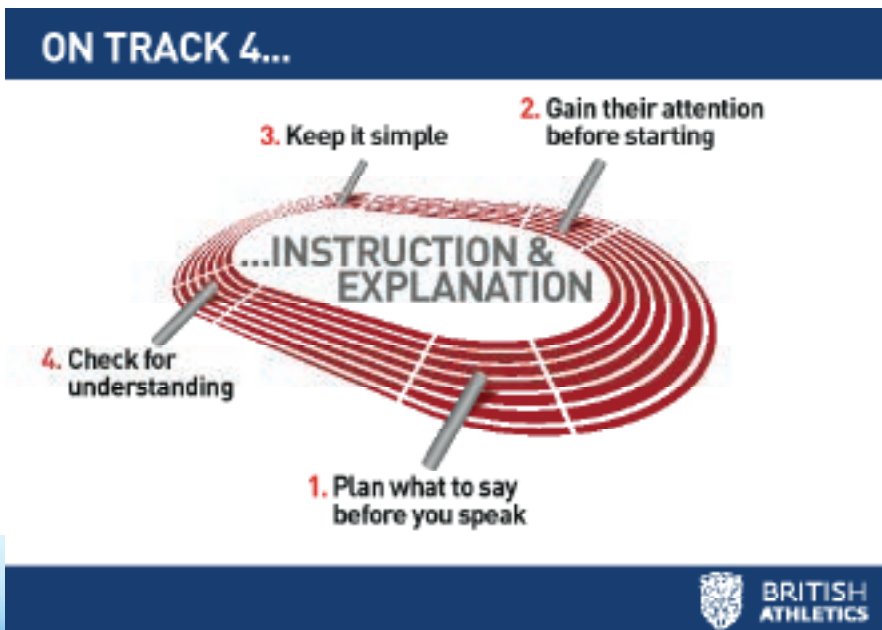 ON TRACK 4...
2. Gain their attention
before starting
3. Keep it simple
...INSTRUCTION &
EXPLANATION
4. Check for
understanding
1. Plan what to say
before you speak
BRITISH
ATHLETICS